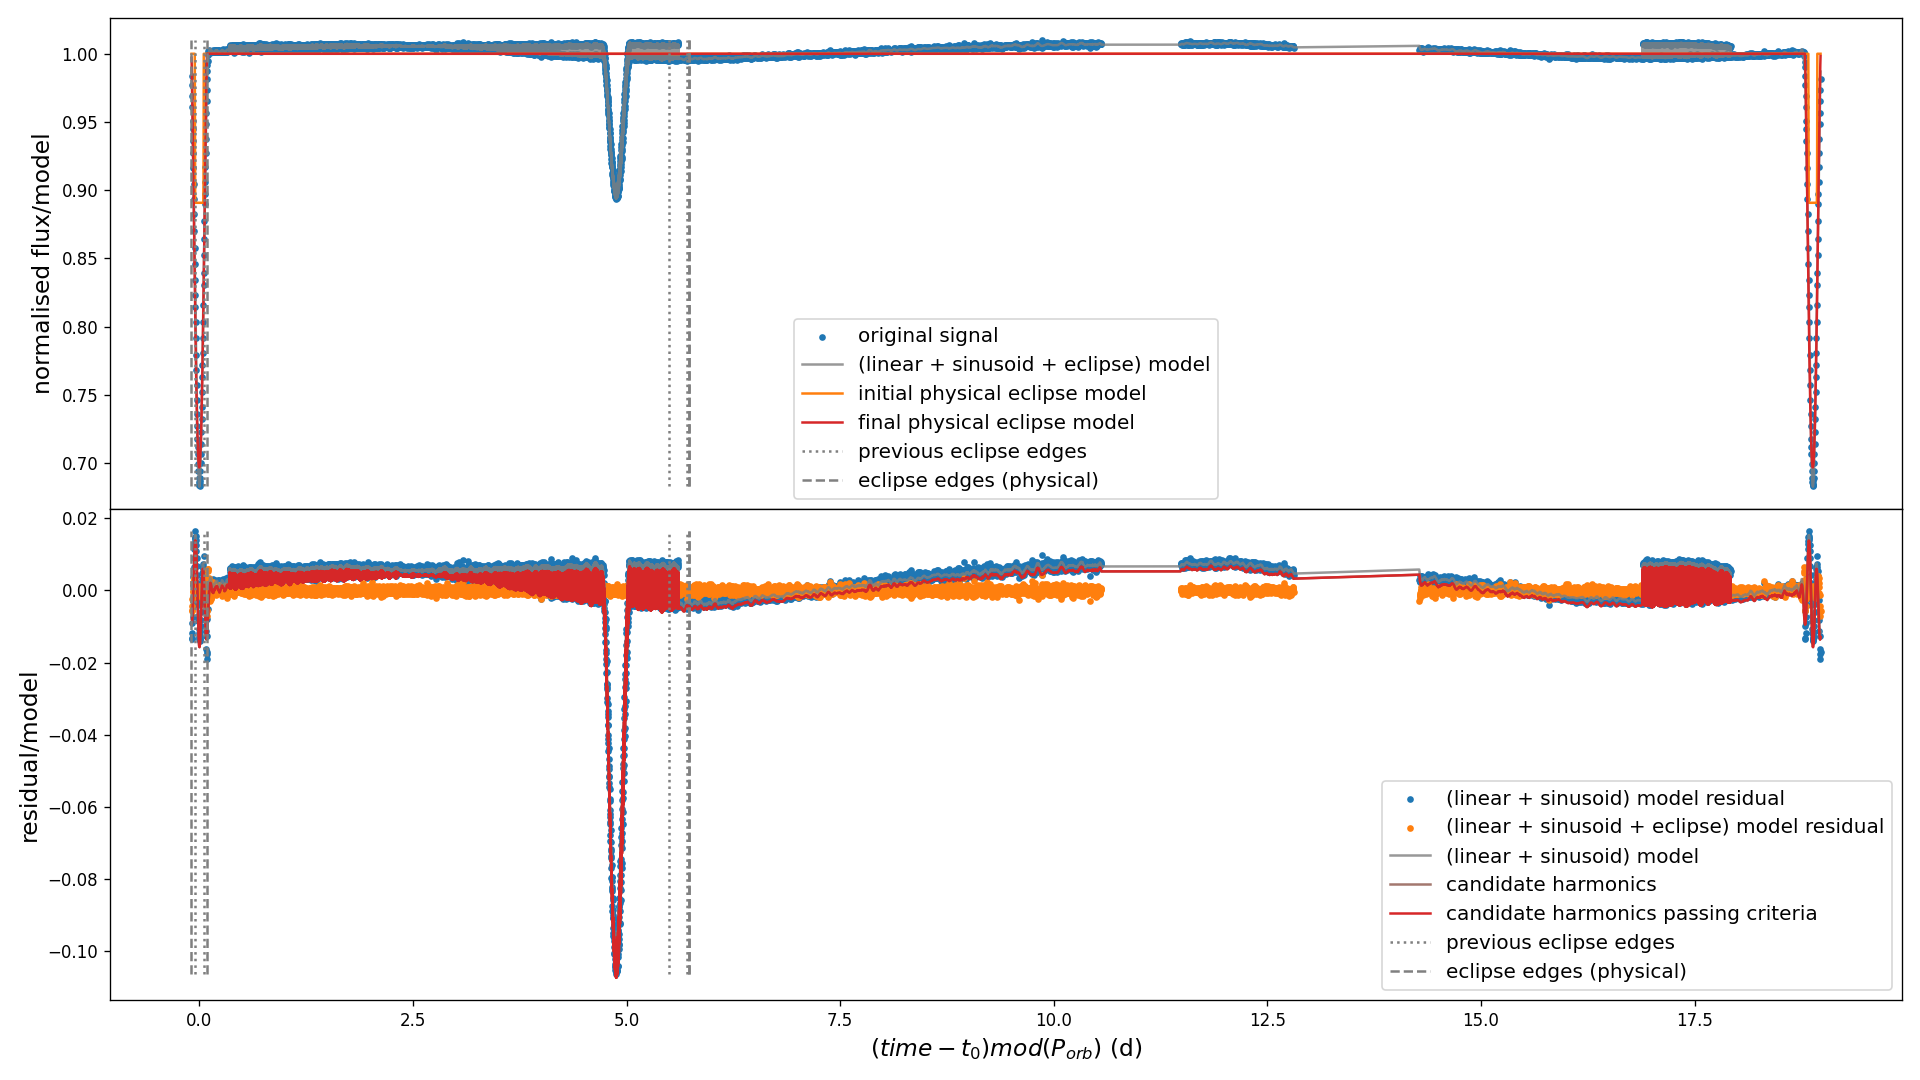 normalised flux/model
1.00
0.95
0.90
0.85
0.80
0.75
0.70
original signal
(linear + sinusoid + eclipse) model
initial physical eclipse model
final physical eclipse model
previous eclipse edges
eclipse edges (physical)
residual/model
0.02
0.00
−0.02
−0.04
−0.06
−0.08
−0.10
(linear + sinusoid) model residual
(linear + sinusoid + eclipse) model residual
(linear + sinusoid) model
candidate harmonics
candidate harmonics passing criteria
previous eclipse edges
eclipse edges (physical)
0.0 2.5 5.0 7.5 10.0 12.5 15.0 17.5
(time − t₀)mod(P_{orb}) (d)